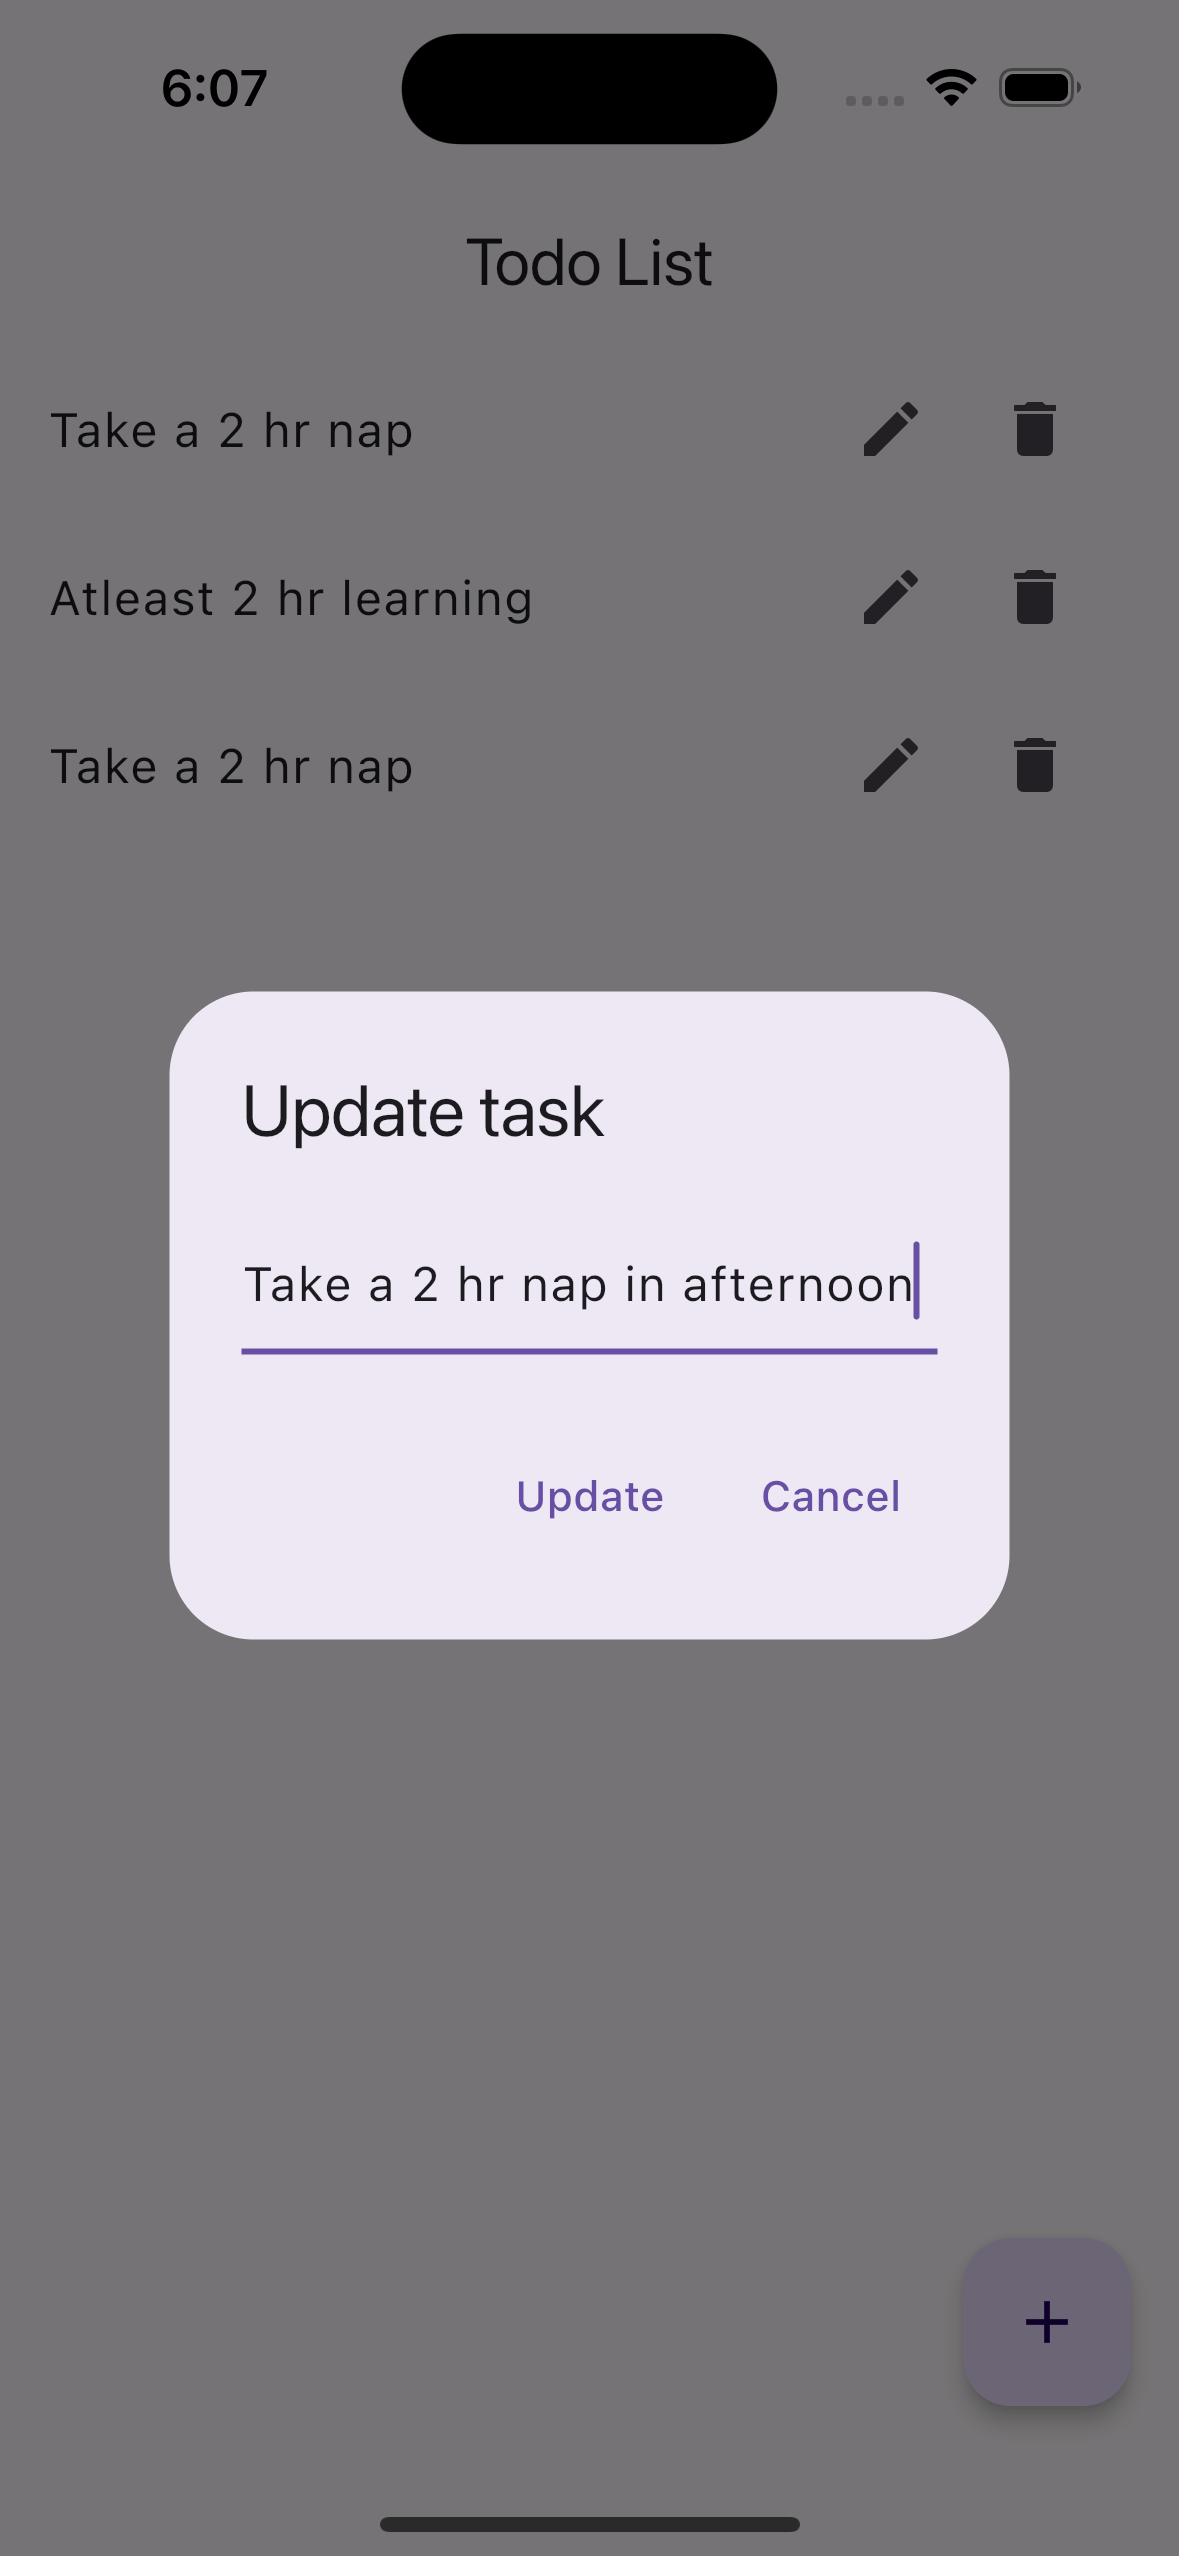 6:07
Todo List
Take a 2 hr nap
Atleast 2 hr learning
Take a 2 hr nap
Update task
Take a 2 hr nap in afternoon
Update Cancel